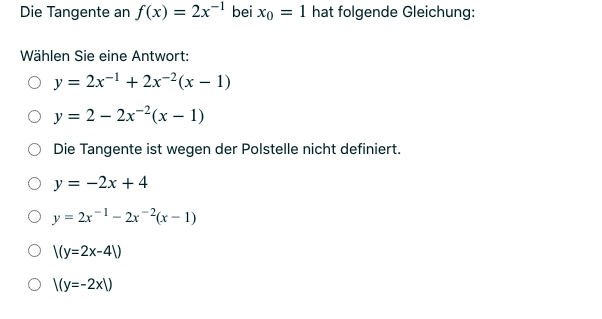 Die Tangente an f(x) = 2x⁻¹ bei x₀ = 1 hat folgende Gleichung:
Wählen Sie eine Antwort:
y = 2x⁻¹ + 2x⁻²(x − 1)
y = 2 − 2x⁻²(x − 1)
Die Tangente ist wegen der Polstelle nicht definiert.
y = −2x + 4
y = 2x⁻¹ − 2x⁻²(x − 1)
\(y=2x-4\)
\(y=-2x\)